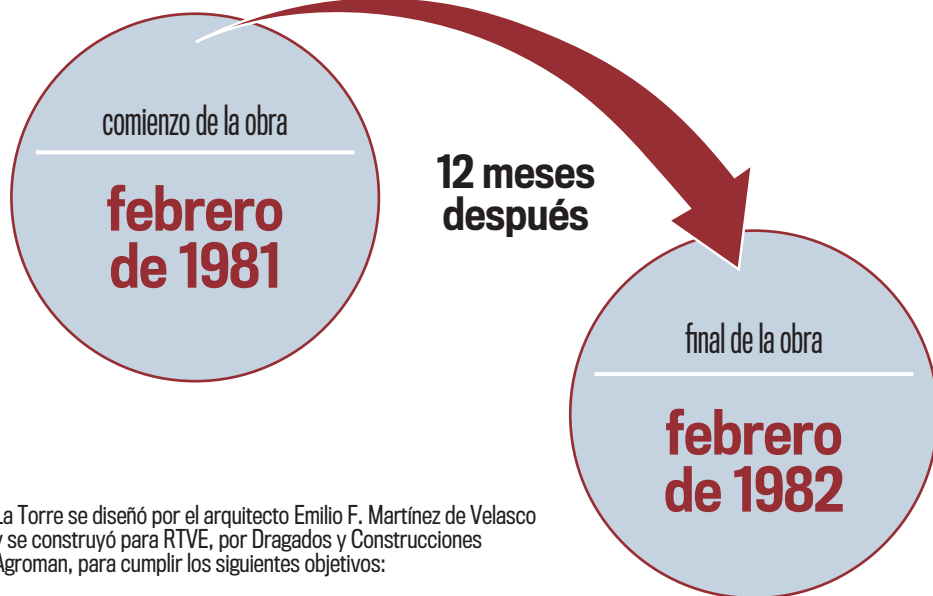 comienzo de la obra
febrero
de 1981
12 meses
después
final de la obra
febrero
de 1982
La Torre se diseñó por el arquitecto Emilio F. Martínez de Velasco
y se construyó para RTVE, por Dragados y Construcciones
Agroman, para cumplir los siguientes objetivos: